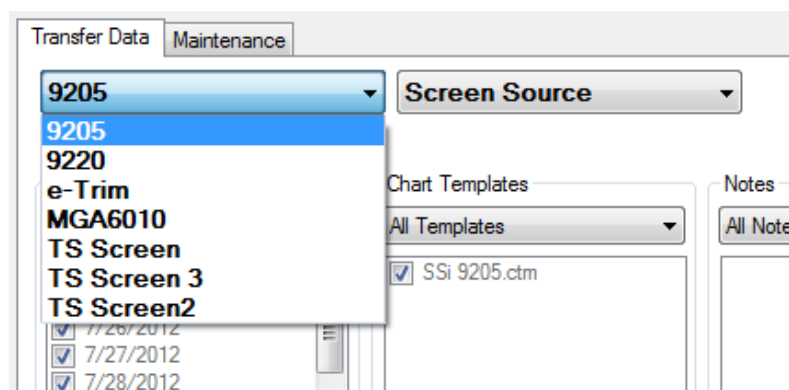 Transfer Data Maintenance
9205 Screen Source
9205
9220
e-Trim
MGA6010
TS Screen
TS Screen 3
TS Screen2
Chart Templates Notes
All Templates All Note
SSi 9205.ctm
7/26/2012
7/27/2012
7/28/2012